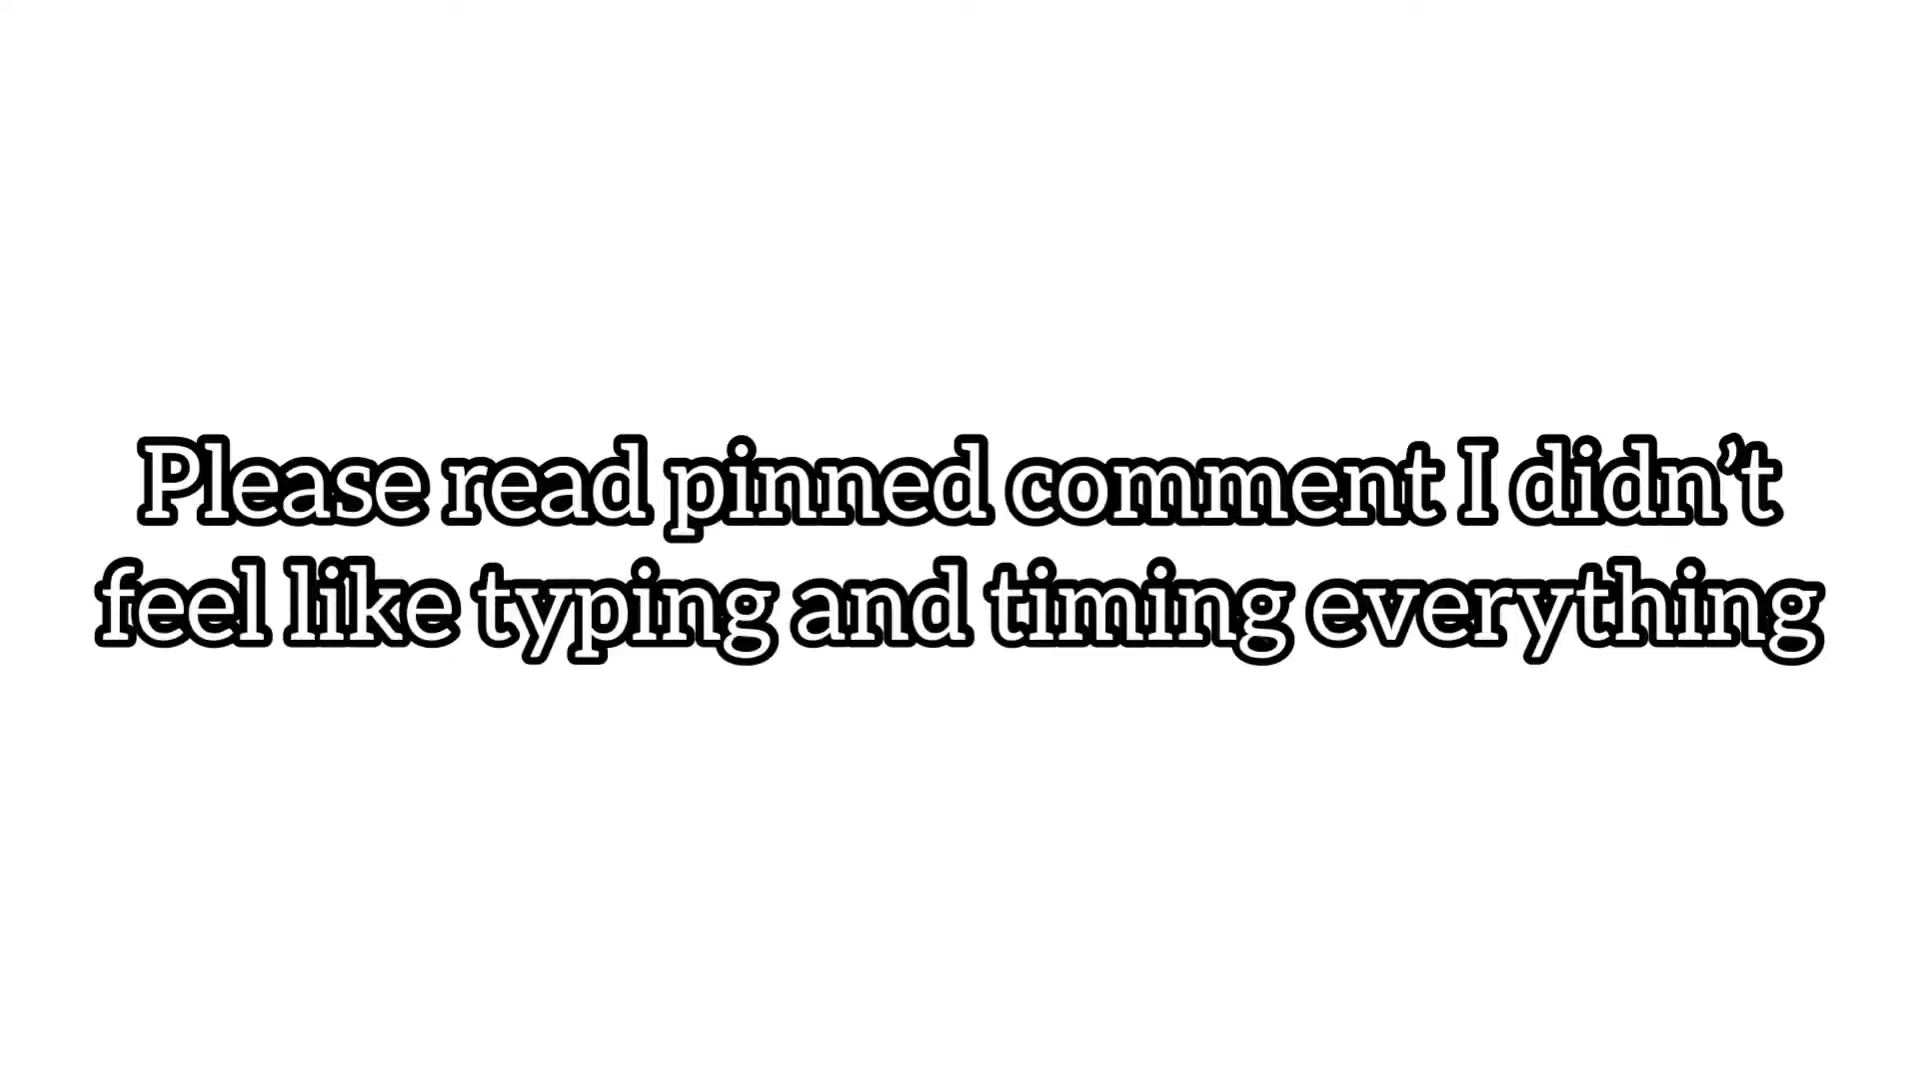 Please read pinned comment I didn’t
feel like typing and timing everything